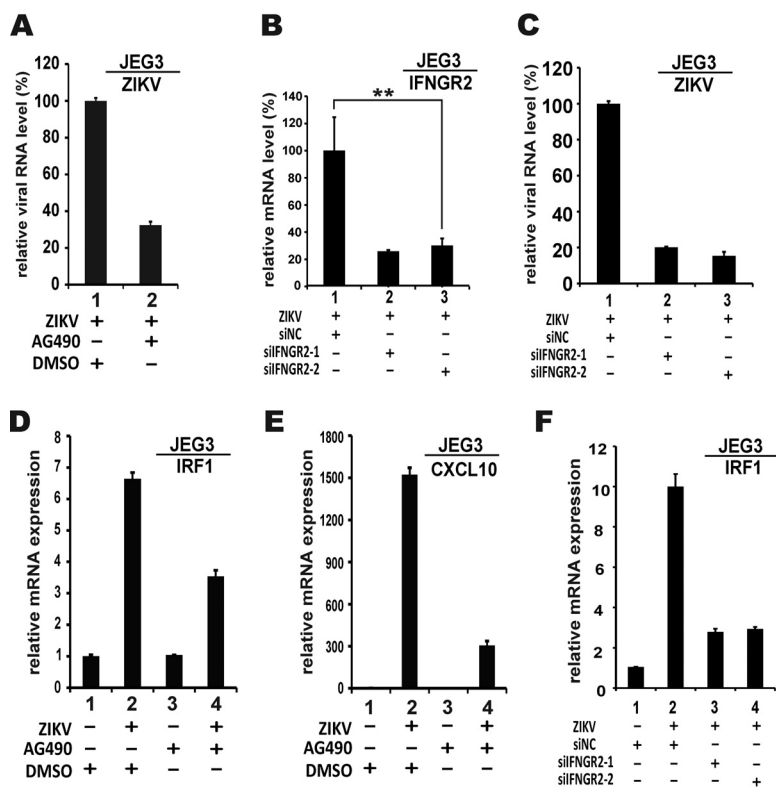 A
JEG3
ZIKV
relative viral RNA level (%)
120
100
80
60
40
20
0
1 2
ZIKV + +
AG490 – +
DMSO + –
B
JEG3
IFNGR2
relative mRNA level (%)
**
140
120
100
80
60
40
20
0
1 2 3
ZIKV + + +
siNC + – –
siIFNGR2-1 – + –
siIFNGR2-2 – – +
C
JEG3
ZIKV
relative viral RNA level (%)
120
100
80
60
40
20
0
1 2 3
ZIKV + + +
siNC + – –
siIFNGR2-1 – + –
siIFNGR2-2 – – +
D
JEG3
IRF1
relative mRNA expression
8
7
6
5
4
3
2
1
0
1 2 3 4
ZIKV – + – +
AG490 – – + +
DMSO + + – –
E
JEG3
CXCL10
relative mRNA expression
1800
1500
1200
900
600
300
0
1 2 3 4
ZIKV – + – +
AG490 – – + +
DMSO + + – –
F
JEG3
IRF1
relative mRNA expression
12
10
8
6
4
2
0
1 2 3 4
ZIKV – + + +
siNC + + – –
siIFNGR2-1 – – + –
siIFNGR2-2 – – – +